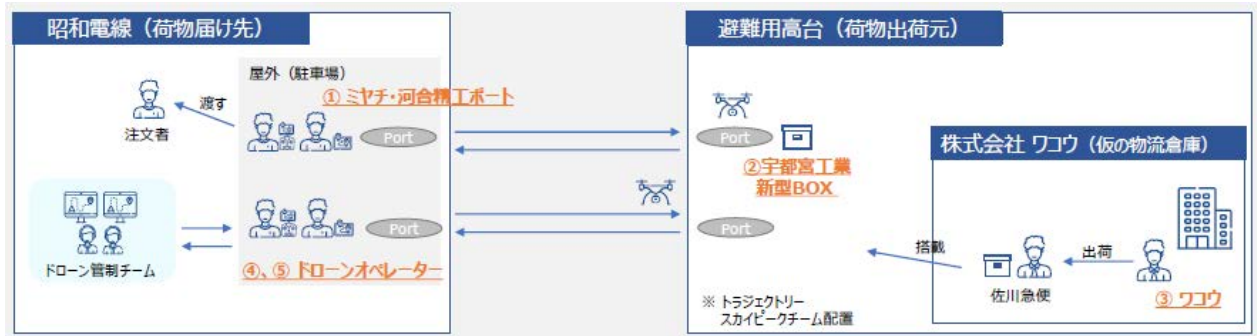 昭和電線（荷物届け先）
屋外（駐車場）
① ミヤチ・河合精工ポート
渡す
注文者
Port
ドローン管制チーム
Port
④、⑤ ドローンオペレーター
避難用高台（荷物出荷元）
Port
②宇都宮工業
新型BOX
Port
※ トラジェクトリー
スカイピークチーム配置
株式会社 ワコウ（仮の物流倉庫）
搭載
佐川急便
出荷
③ ワコウ